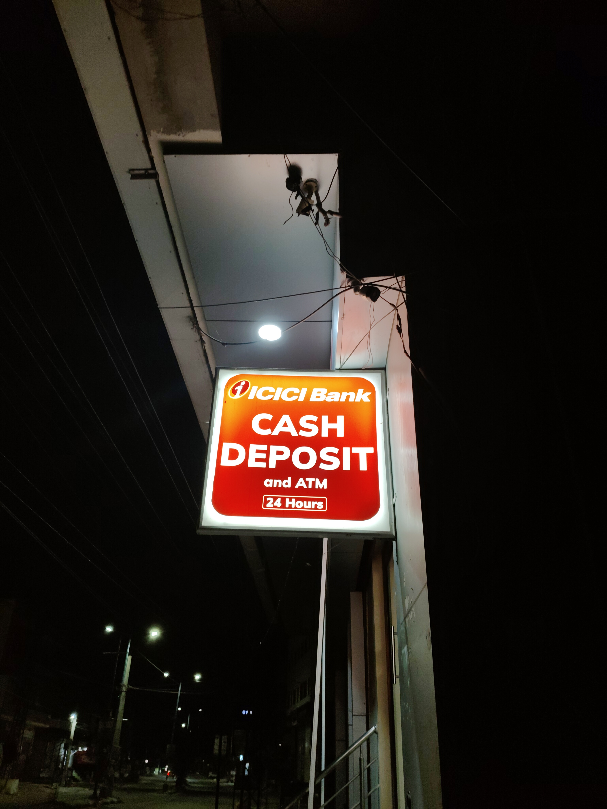 ICICI Bank
CASH
DEPOSIT
and ATM
24 Hours